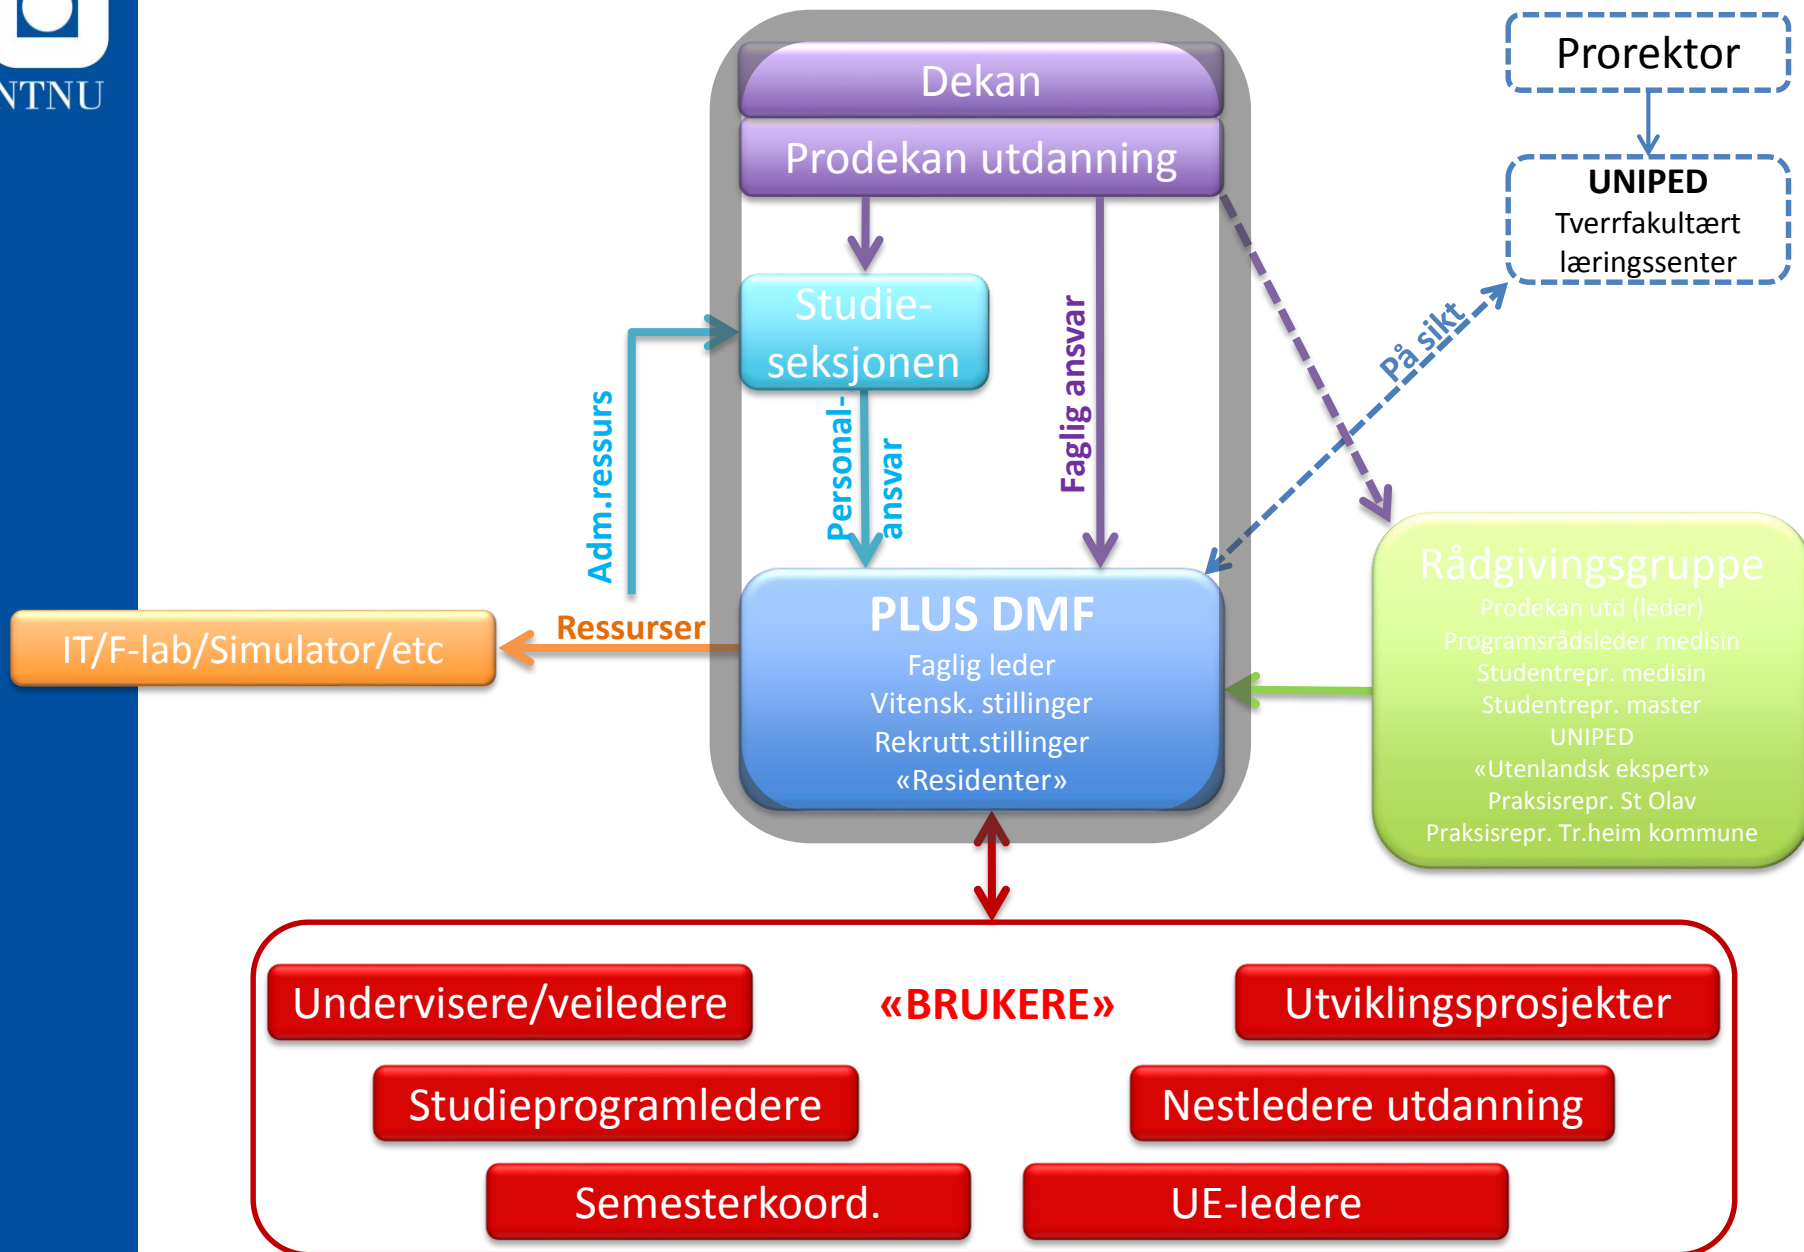 NTNU
Dekan
Prodekan utdanning
Prorektor
UNIPED
Tverrfakultært
læringssenter
Studie-
seksjonen
På sikt
Faglig ansvar
Personal-
ansvar
Adm.ressurs
Ressurser
IT/F-lab/Simulator/etc
PLUS DMF
Faglig leder
Vitensk. stillinger
Rekrutt.stillinger
«Residenter»
Rådgivingsgruppe
Prodekan utd (leder)
Programsrådsleder medisin
Studentrepr. medisin
Studentrepr. master
UNIPED
«Utenlandsk ekspert»
Praksisrepr. St Olav
Praksisrepr. Tr.heim kommune
«BRUKERE»
Undervisere/veiledere
Utviklingsprosjekter
Studieprogramledere
Nestledere utdanning
Semesterkoord.
UE-ledere